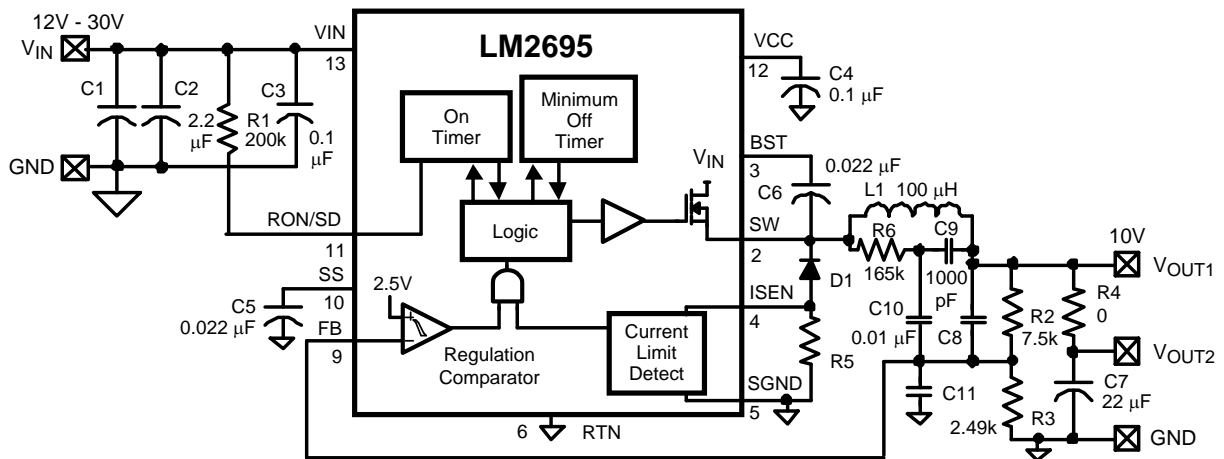 12V - 30V
VIN
GND
C1
C2
2.2
µF
R1
200k
C3
0.1
µF
VIN
13
LM2695
On
Timer
Minimum
Off
Timer
Logic
VIN
RON/SD
11
SS
10
C5
0.022 µF
FB
9
2.5V
+
−
Regulation
Comparator
Current
Limit
Detect
6
RTN
VCC
12
C4
0.1 µF
BST
3
0.022 µF
C6
SW
2
D1
ISEN
4
R5
SGND
5
L1
100 µH
R6
165k
C9
1000
pF
C10
0.01 µF
C8
C11
R2
7.5k
2.49k
R3
R4
0
C7
22 µF
10V
VOUT1
VOUT2
GND